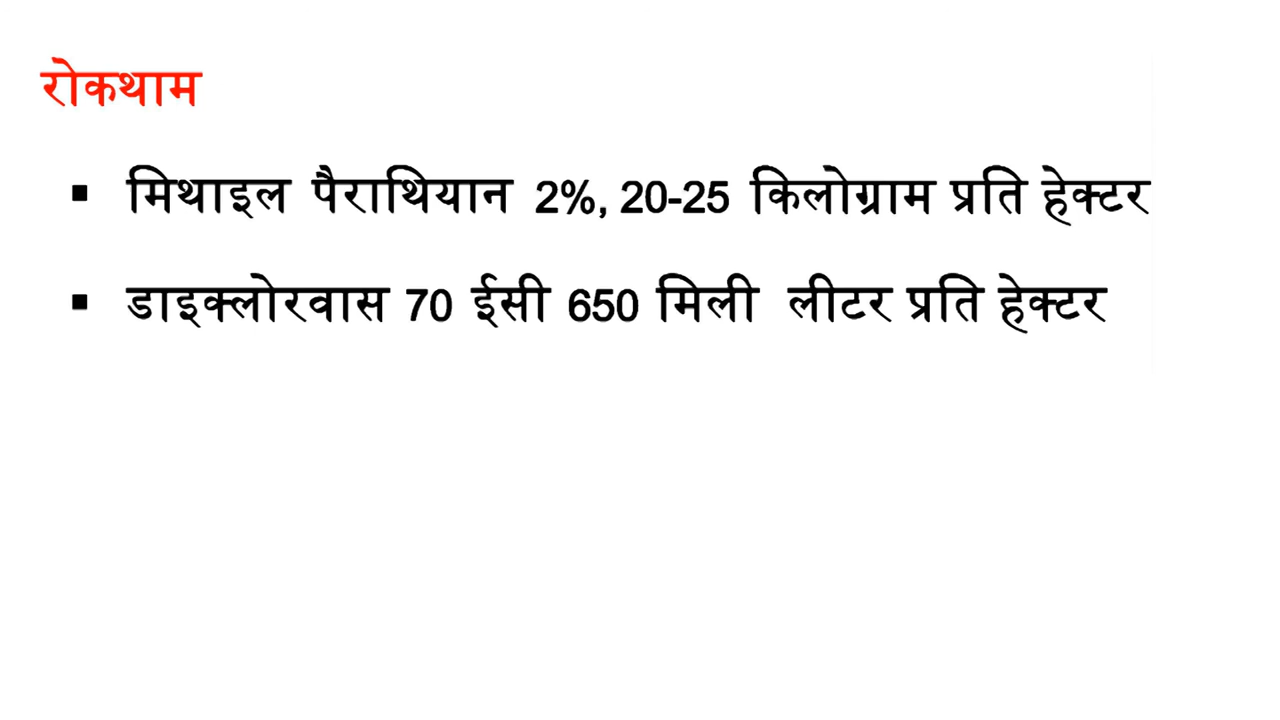 रोकथाम
▪ मिथाइल पैराथियान 2%, 20-25 किलोग्राम प्रति हेक्टर
▪ डाइक्लोरवास 70 ईसी 650 मिली लीटर प्रति हेक्टर